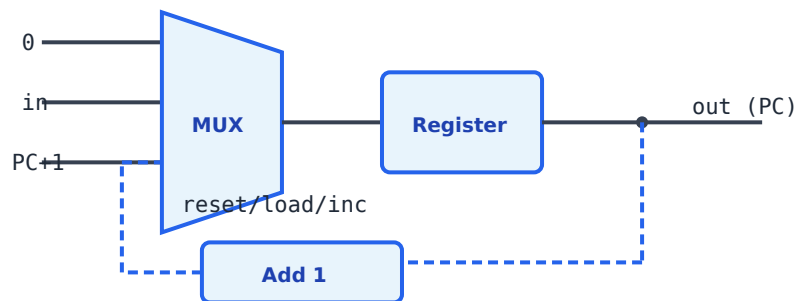 0
in
PC+1
MUX
Register
out (PC)
reset/load/inc
Add 1